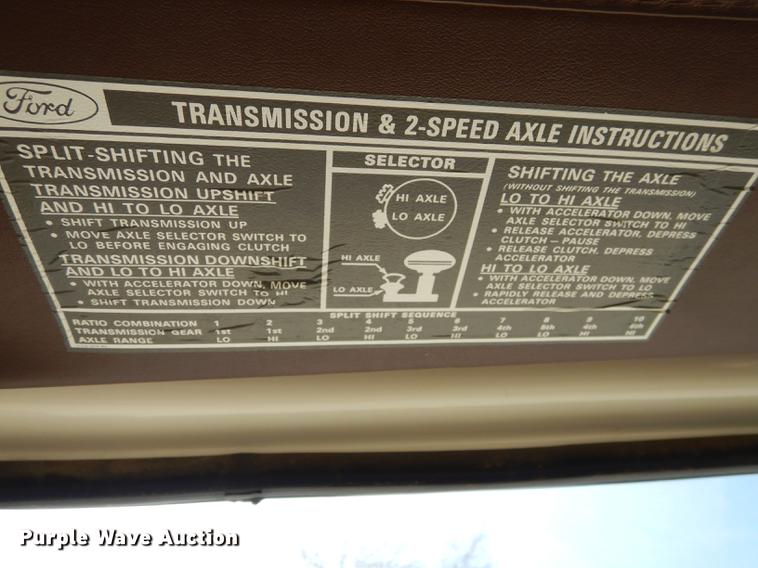 Ford
TRANSMISSION & 2-SPEED AXLE INSTRUCTIONS
SPLIT-SHIFTING THE
TRANSMISSION AND AXLE
TRANSMISSION UPSHIFT
AND HI TO LO AXLE
• SHIFT TRANSMISSION UP
• MOVE AXLE SELECTOR SWITCH TO
LO BEFORE ENGAGING CLUTCH
TRANSMISSION DOWNSHIFT
AND LO TO HI AXLE
• WITH ACCELERATOR DOWN, MOVE
AXLE SELECTOR SWITCH TO HI
• SHIFT TRANSMISSION DOWN
SELECTOR
HI AXLE
LO AXLE
HI AXLE
LO AXLE
SHIFTING THE AXLE
(WITHOUT SHIFTING THE TRANSMISSION)
LO TO HI AXLE
• WITH ACCELERATOR DOWN, MOVE
AXLE SELECTOR SWITCH TO HI
• RELEASE ACCELERATOR, DEPRESS
CLUTCH – PAUSE
• RELEASE CLUTCH, DEPRESS
ACCELERATOR
HI TO LO AXLE
• WITH ACCELERATOR DOWN, MOVE
AXLE SELECTOR SWITCH TO LO
• RAPIDLY RELEASE AND DEPRESS
ACCELERATOR
SPLIT SHIFT SEQUENCE
RATIO COMBINATION 1 2 3 4 5 6 7 8 9 10
TRANSMISSION GEAR 1st 1st 2nd 2nd 3rd 3rd 4th 5th 4th
AXLE RANGE LO HI LO HI LO HI LO LO HI HI
Purple Wave Auction